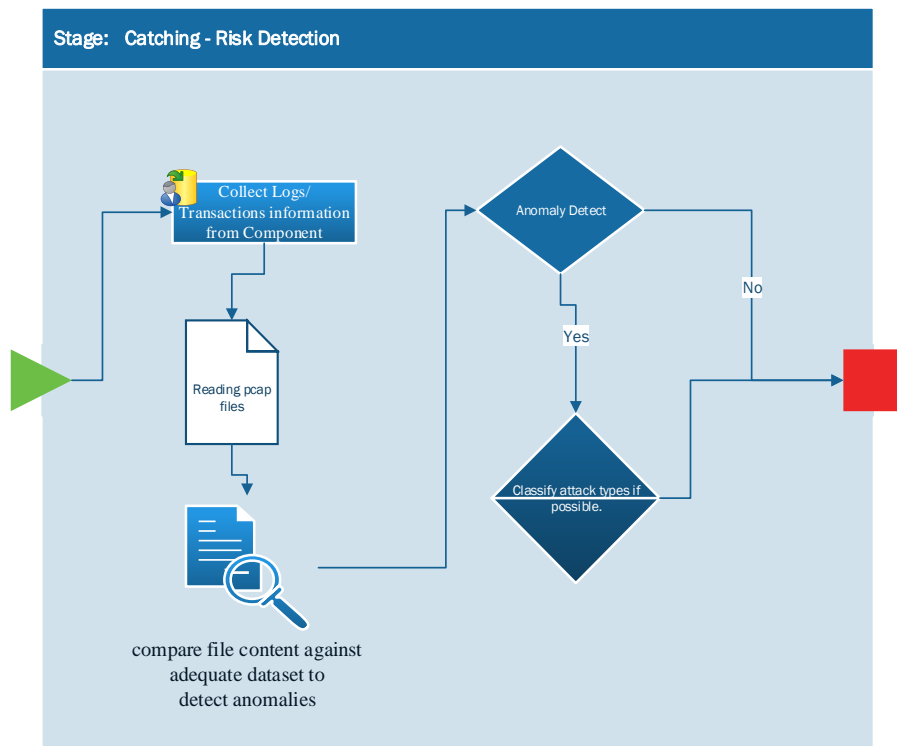 Stage: Catching - Risk Detection
Collect Logs/
Transactions information
from Component
Reading pcap
files
compare file content against
adequate dataset to
detect anomalies
Anomaly Detect
No
Yes
Classify attack types if
possible.